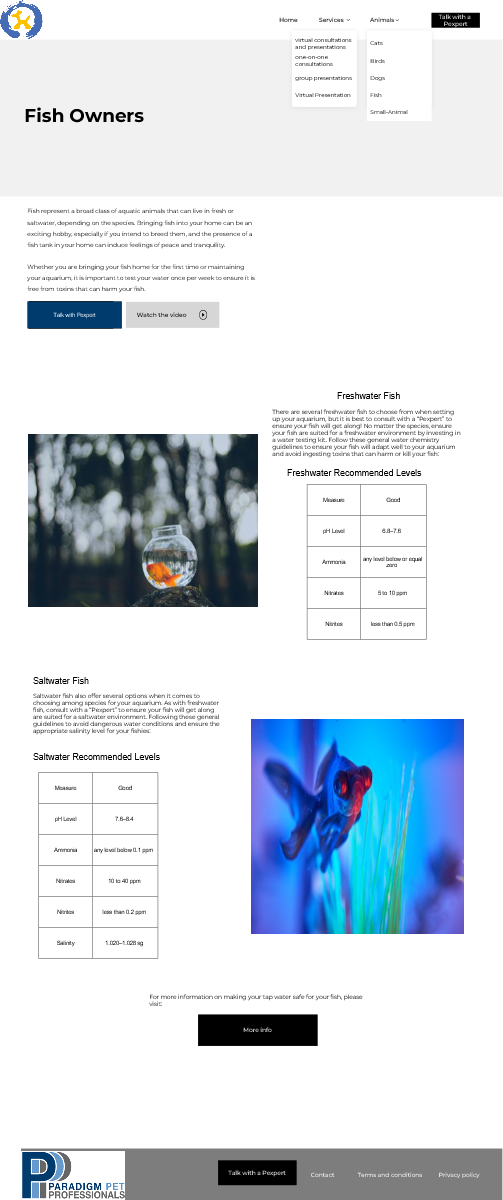 Home
Services
Animals
Talk with a
Pexpert
virtual consultations
and presentations
one-on-one
consultations
group presentations
Virtual Presentation
Cats
Birds
Dogs
Fish
Small-Animal
Fish Owners
Fish represent a broad class of aquatic animals that can live in fresh or
saltwater, depending on the species. Bringing fish into your home can be an
exciting hobby, especially if you intend to breed them, and the presence of a
fish tank in your home can induce feelings of peace and tranquility.
Whether you are bringing your fish home for the first time or maintaining
your aquarium, it is important to test your water once per week to ensure it is
free from toxins that can harm your fish.
Talk with Pexpert
Watch the video
Freshwater Fish
There are several freshwater fish to choose from when setting
up your aquarium, but it is best to consult with a "Pexpert" to
ensure your fish will get along! No matter the species, ensure
your fish are suited for a freshwater environment by investing in
a water testing kit. Follow these general water chemistry
guidelines to ensure your fish will adapt well to your aquarium
and avoid ingesting toxins that can harm or kill your fish:
Freshwater Recommended Levels
Measure Good
pH Level 6.8–7.6
Ammonia any level below or equal
zero
Nitrates 5 to 10 ppm
Nitrites less than 0.5 ppm
Saltwater Fish
Saltwater fish also offer several options when it comes to
choosing among species for your aquarium. As with freshwater
fish, consult with a "Pexpert" to ensure your fish will get along
are suited for a saltwater environment. Following these general
guidelines to avoid dangerous water conditions and ensure the
appropriate salinity level for your fishies:
Saltwater Recommended Levels
Measure Good
pH Level 7.6–8.4
Ammonia any level below 0.1 ppm
Nitrates 10 to 40 ppm
Nitrites less than 0.2 ppm
Salinity 1.020–1.028 sg
For more information on making your tap water safe for your fish, please
visit:
More info
PARADIGM PET
PROFESSIONALS
Talk with a Pexpert
Contact
Terms and conditions
Privacy policy